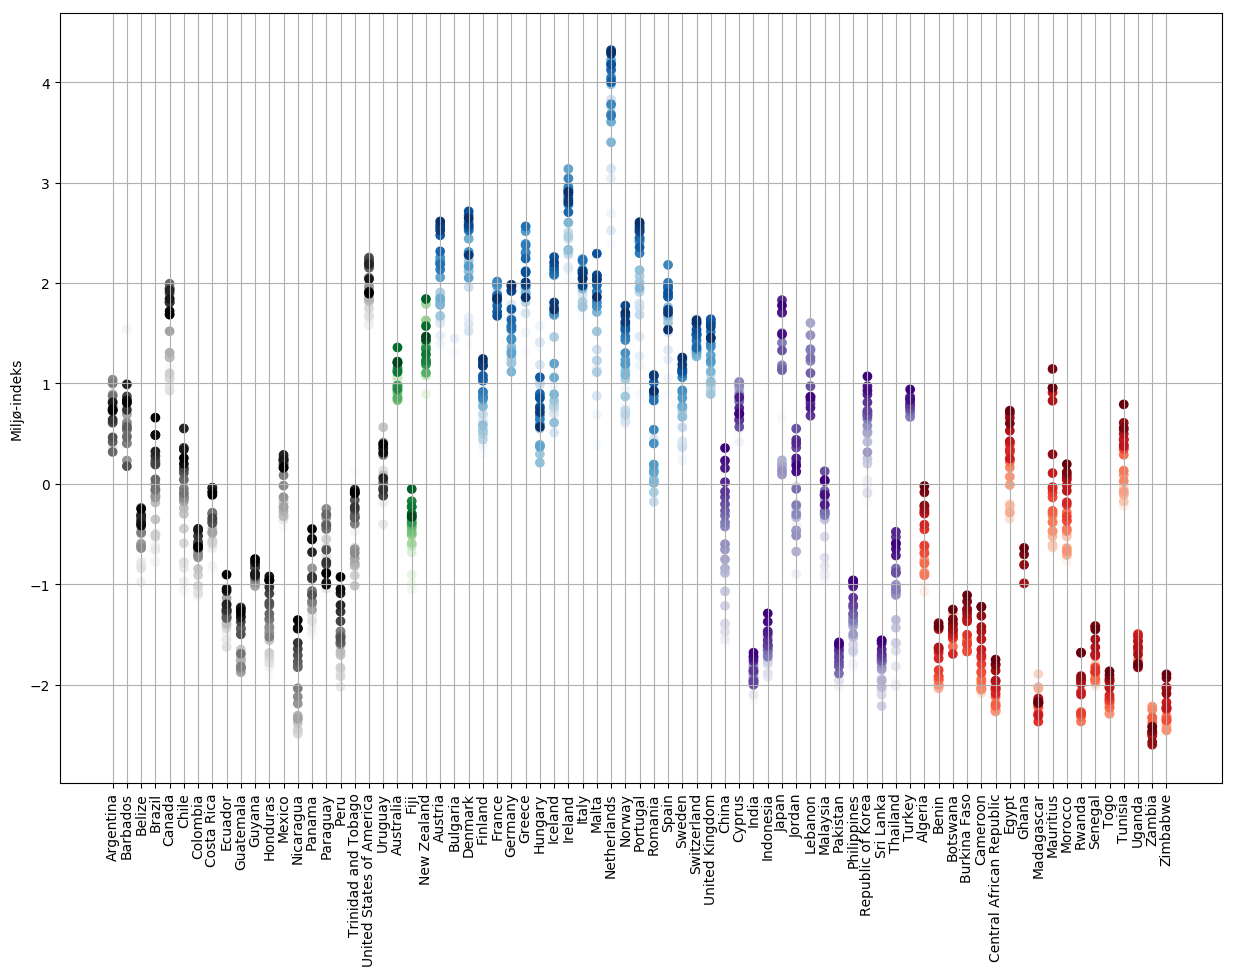 Miljø-indeks
4
3
2
1
0
−1
−2
Argentina
Barbados
Belize
Brazil
Canada
Chile
Colombia
Costa Rica
Ecuador
Guatemala
Guyana
Honduras
Mexico
Nicaragua
Panama
Paraguay
Peru
Trinidad and Tobago
United States of America
Uruguay
Australia
Fiji
New Zealand
Austria
Bulgaria
Denmark
Finland
France
Germany
Greece
Hungary
Iceland
Ireland
Italy
Malta
Netherlands
Norway
Portugal
Romania
Spain
Sweden
Switzerland
United Kingdom
China
Cyprus
India
Indonesia
Japan
Jordan
Lebanon
Malaysia
Pakistan
Philippines
Republic of Korea
Sri Lanka
Thailand
Turkey
Algeria
Benin
Botswana
Burkina Faso
Cameroon
Central African Republic
Egypt
Ghana
Madagascar
Mauritius
Morocco
Rwanda
Senegal
Togo
Tunisia
Uganda
Zambia
Zimbabwe